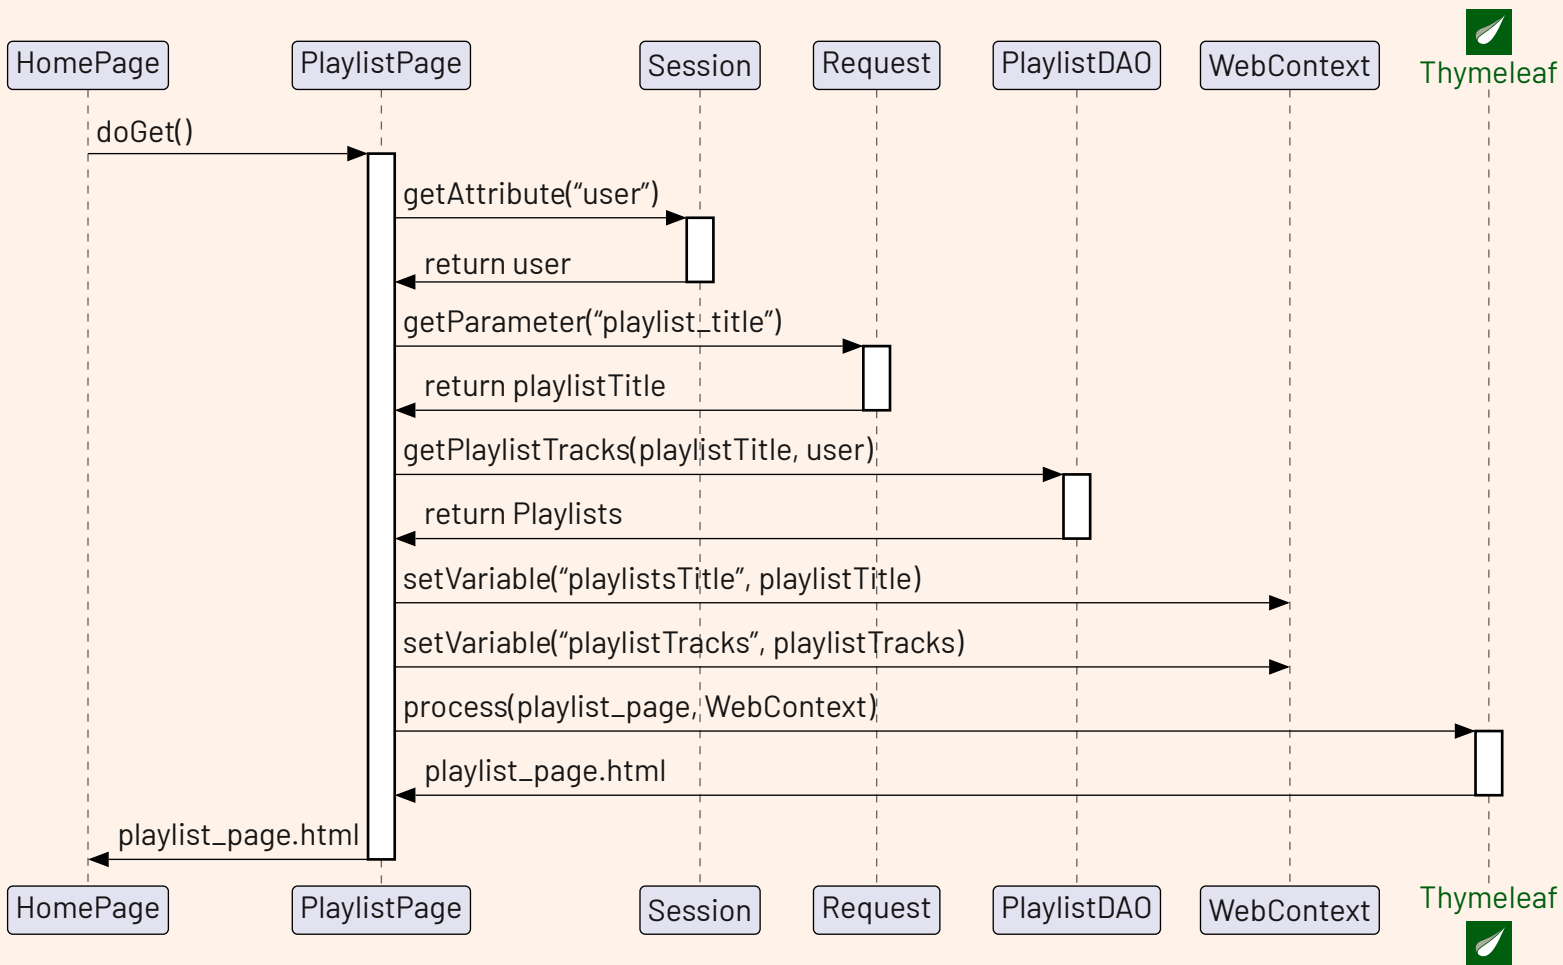 HomePage
PlaylistPage
Session
Request
PlaylistDAO
WebContext
Thymeleaf
doGet()
getAttribute(“user”)
return user
getParameter(“playlist_title”)
return playlistTitle
getPlaylistTracks(playlistTitle, user)
return Playlists
setVariable(“playlistsTitle”, playlistTitle)
setVariable(“playlistTracks”, playlistTracks)
process(playlist_page, WebContext)
playlist_page.html
playlist_page.html
HomePage
PlaylistPage
Session
Request
PlaylistDAO
WebContext
Thymeleaf